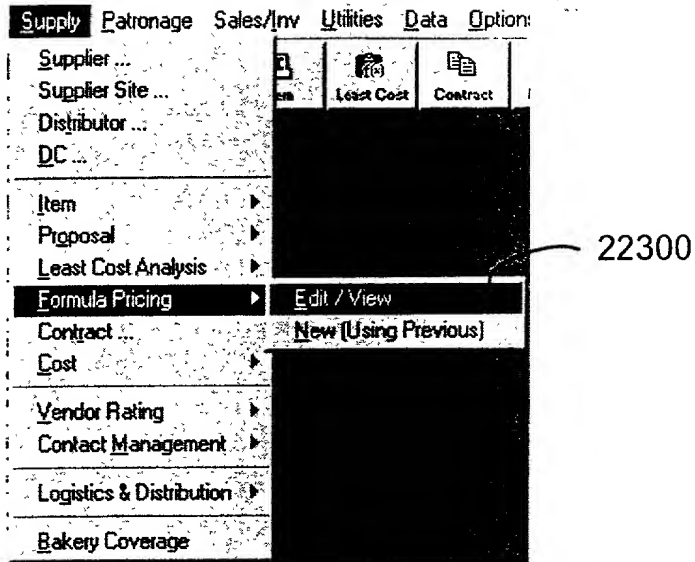 Supply Patronage Sales/Inv Utilities Data Option
Supplier ...
Supplier Site ...
Distributor ...
DC ...
Least Cost Contract
Item
Proposal
Least Cost Analysis
Formula Pricing
Edit / View
22300
New (Using Previous)
Contract ...
Cost
Vendor Rating
Contact Management
Logistics & Distribution
Bakery Coverage